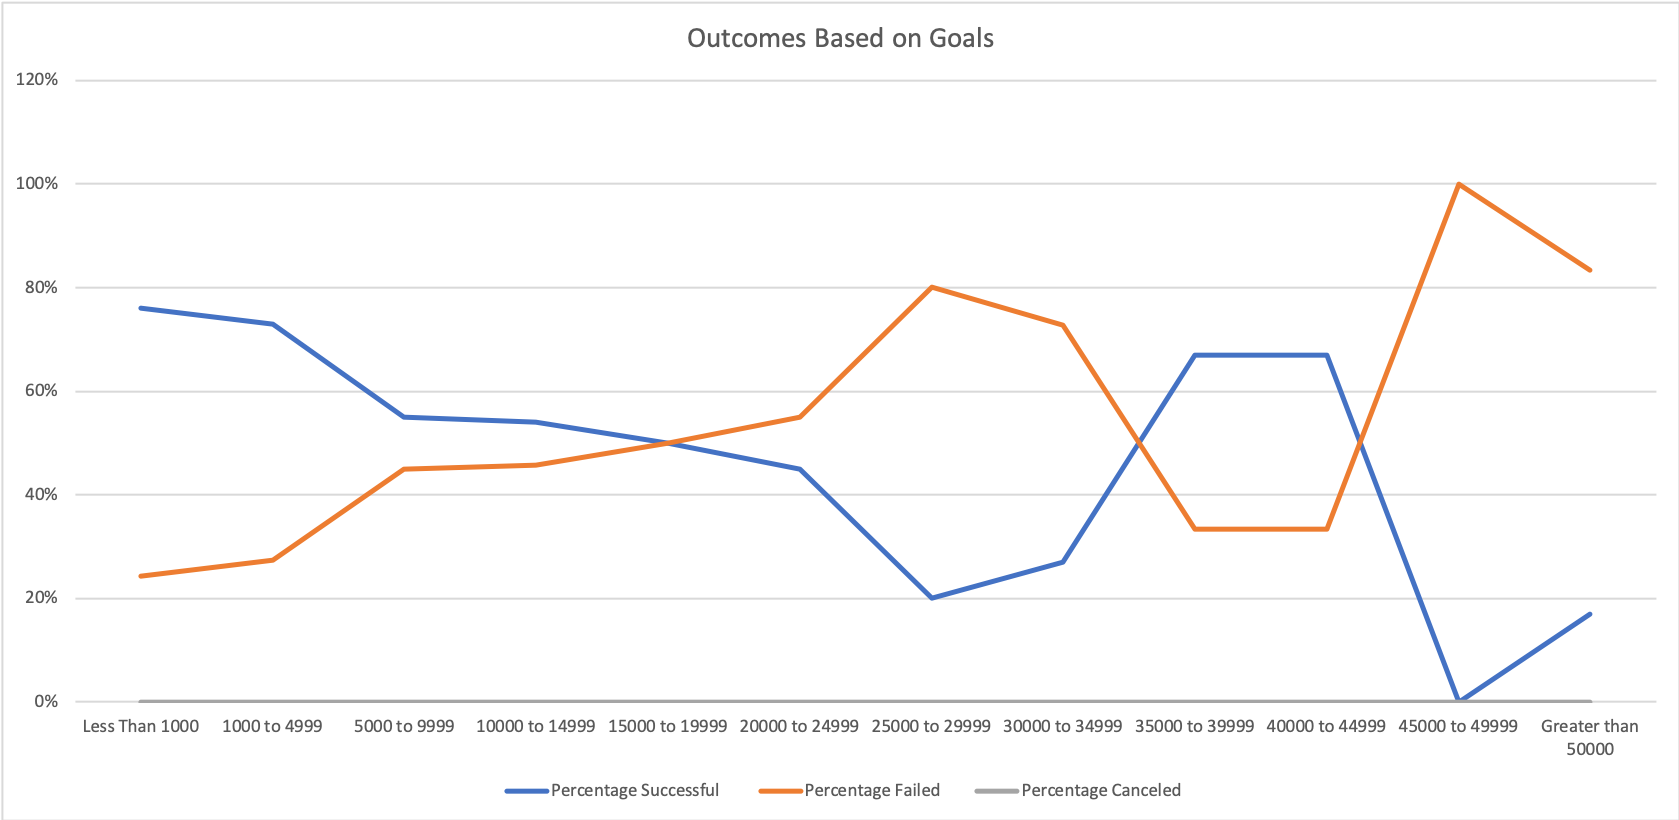 Outcomes Based on Goals
120%
100%
80%
60%
40%
20%
0%
Less Than 1000 1000 to 4999 5000 to 9999 10000 to 14999 15000 to 19999 20000 to 24999 25000 to 29999 30000 to 34999 35000 to 39999 40000 to 44999 45000 to 49999 Greater than
50000
Percentage Successful Percentage Failed Percentage Canceled